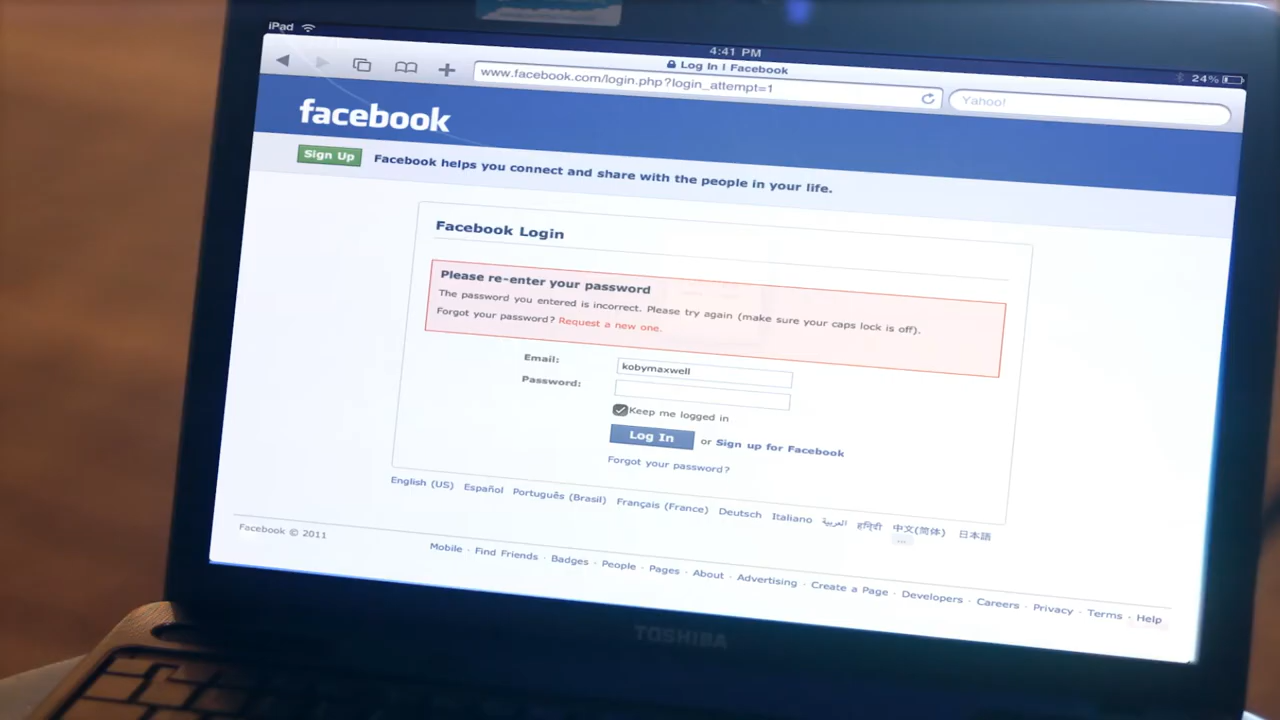 iPad
4:41 PM
24%
Log In | Facebook
www.facebook.com/login.php?login_attempt=1
Yahoo!
facebook
Sign Up
Facebook helps you connect and share with the people in your life.
Facebook Login
Please re-enter your password
The password you entered is incorrect. Please try again (make sure your caps lock is off).
Forgot your password? Request a new one.
Email: kobymaxwell
Password:
Keep me logged in
Log In or Sign up for Facebook
Forgot your password?
English (US) Español Português (Brasil) Français (France) Deutsch Italiano العربية हिन्दी 中文(简体) 日本語
...
Facebook © 2011
Mobile · Find Friends · Badges · People · Pages · About · Advertising · Create a Page · Developers · Careers · Privacy · Terms · Help
TOSHIBA